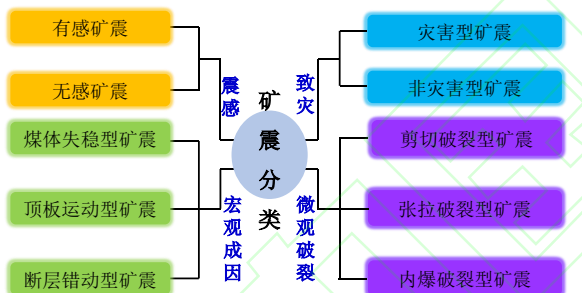 有感矿震
无感矿震
煤体失稳型矿震
顶板运动型矿震
断层错动型矿震
震感
宏观成因
矿震分类
致灾
微观破裂
灾害型矿震
非灾害型矿震
剪切破裂型矿震
张拉破裂型矿震
内爆破裂型矿震